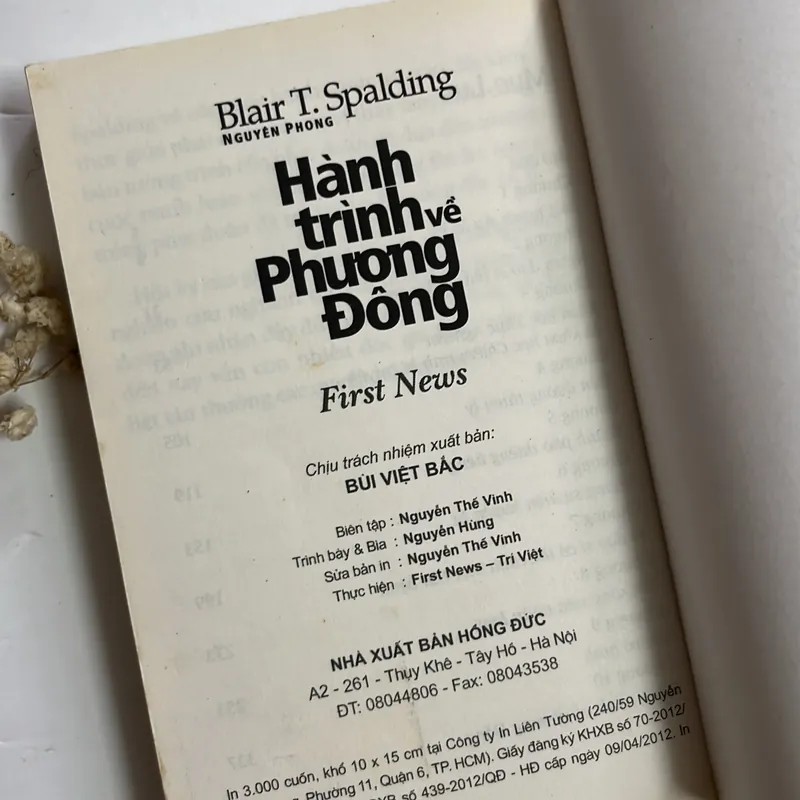 Blair T. Spalding
NGUYÊN PHONG
Hành
trình về
Phương
Đông
First News
Chịu trách nhiệm xuất bản:
BÙI VIỆT BẮC
Biên tập : Nguyễn Thế Vinh
Trình bày & Bìa : Nguyễn Hùng
Sửa bản in : Nguyễn Thế Vinh
Thực hiện : First News – Trí Việt
NHÀ XUẤT BẢN HỒNG ĐỨC
A2 - 261 - Thụy Khê - Tây Hồ - Hà Nội
ĐT: 08044806 - Fax: 08043538
In 3.000 cuốn, khổ 10 x 15 cm tại Công ty In Liên Tường (240/59 Nguyễn
Phường 11, Quận 6, TP. HCM). Giấy đăng ký KHXB số 70-2012/
số 439-2012/QĐ - HĐ cấp ngày 09/04/2012. In
105
119
153
337